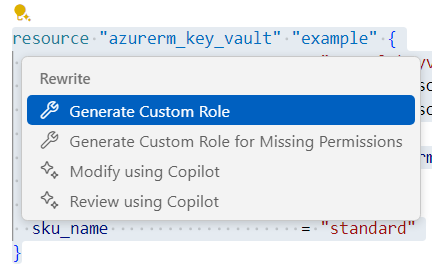 resource "azurerm_key_vault" "example" {
Rewrite
Generate Custom Role
Generate Custom Role for Missing Permissions
Modify using Copilot
Review using Copilot
sku_name = "standard"
}